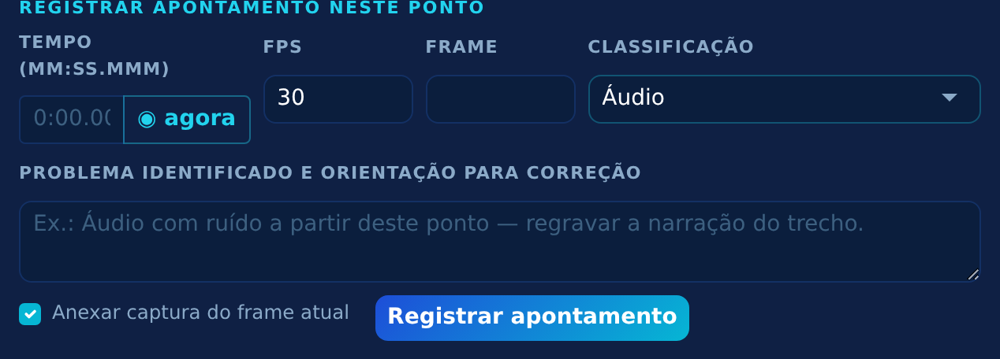 REGISTRAR APONTAMENTO NESTE PONTO
TEMPO
(MM:SS.MMM)
FPS
FRAME
CLASSIFICAÇÃO
0:00.00
◉ agora
30
Áudio
PROBLEMA IDENTIFICADO E ORIENTAÇÃO PARA CORREÇÃO
Ex.: Áudio com ruído a partir deste ponto — regravar a narração do trecho.
Anexar captura do frame atual
Registrar apontamento